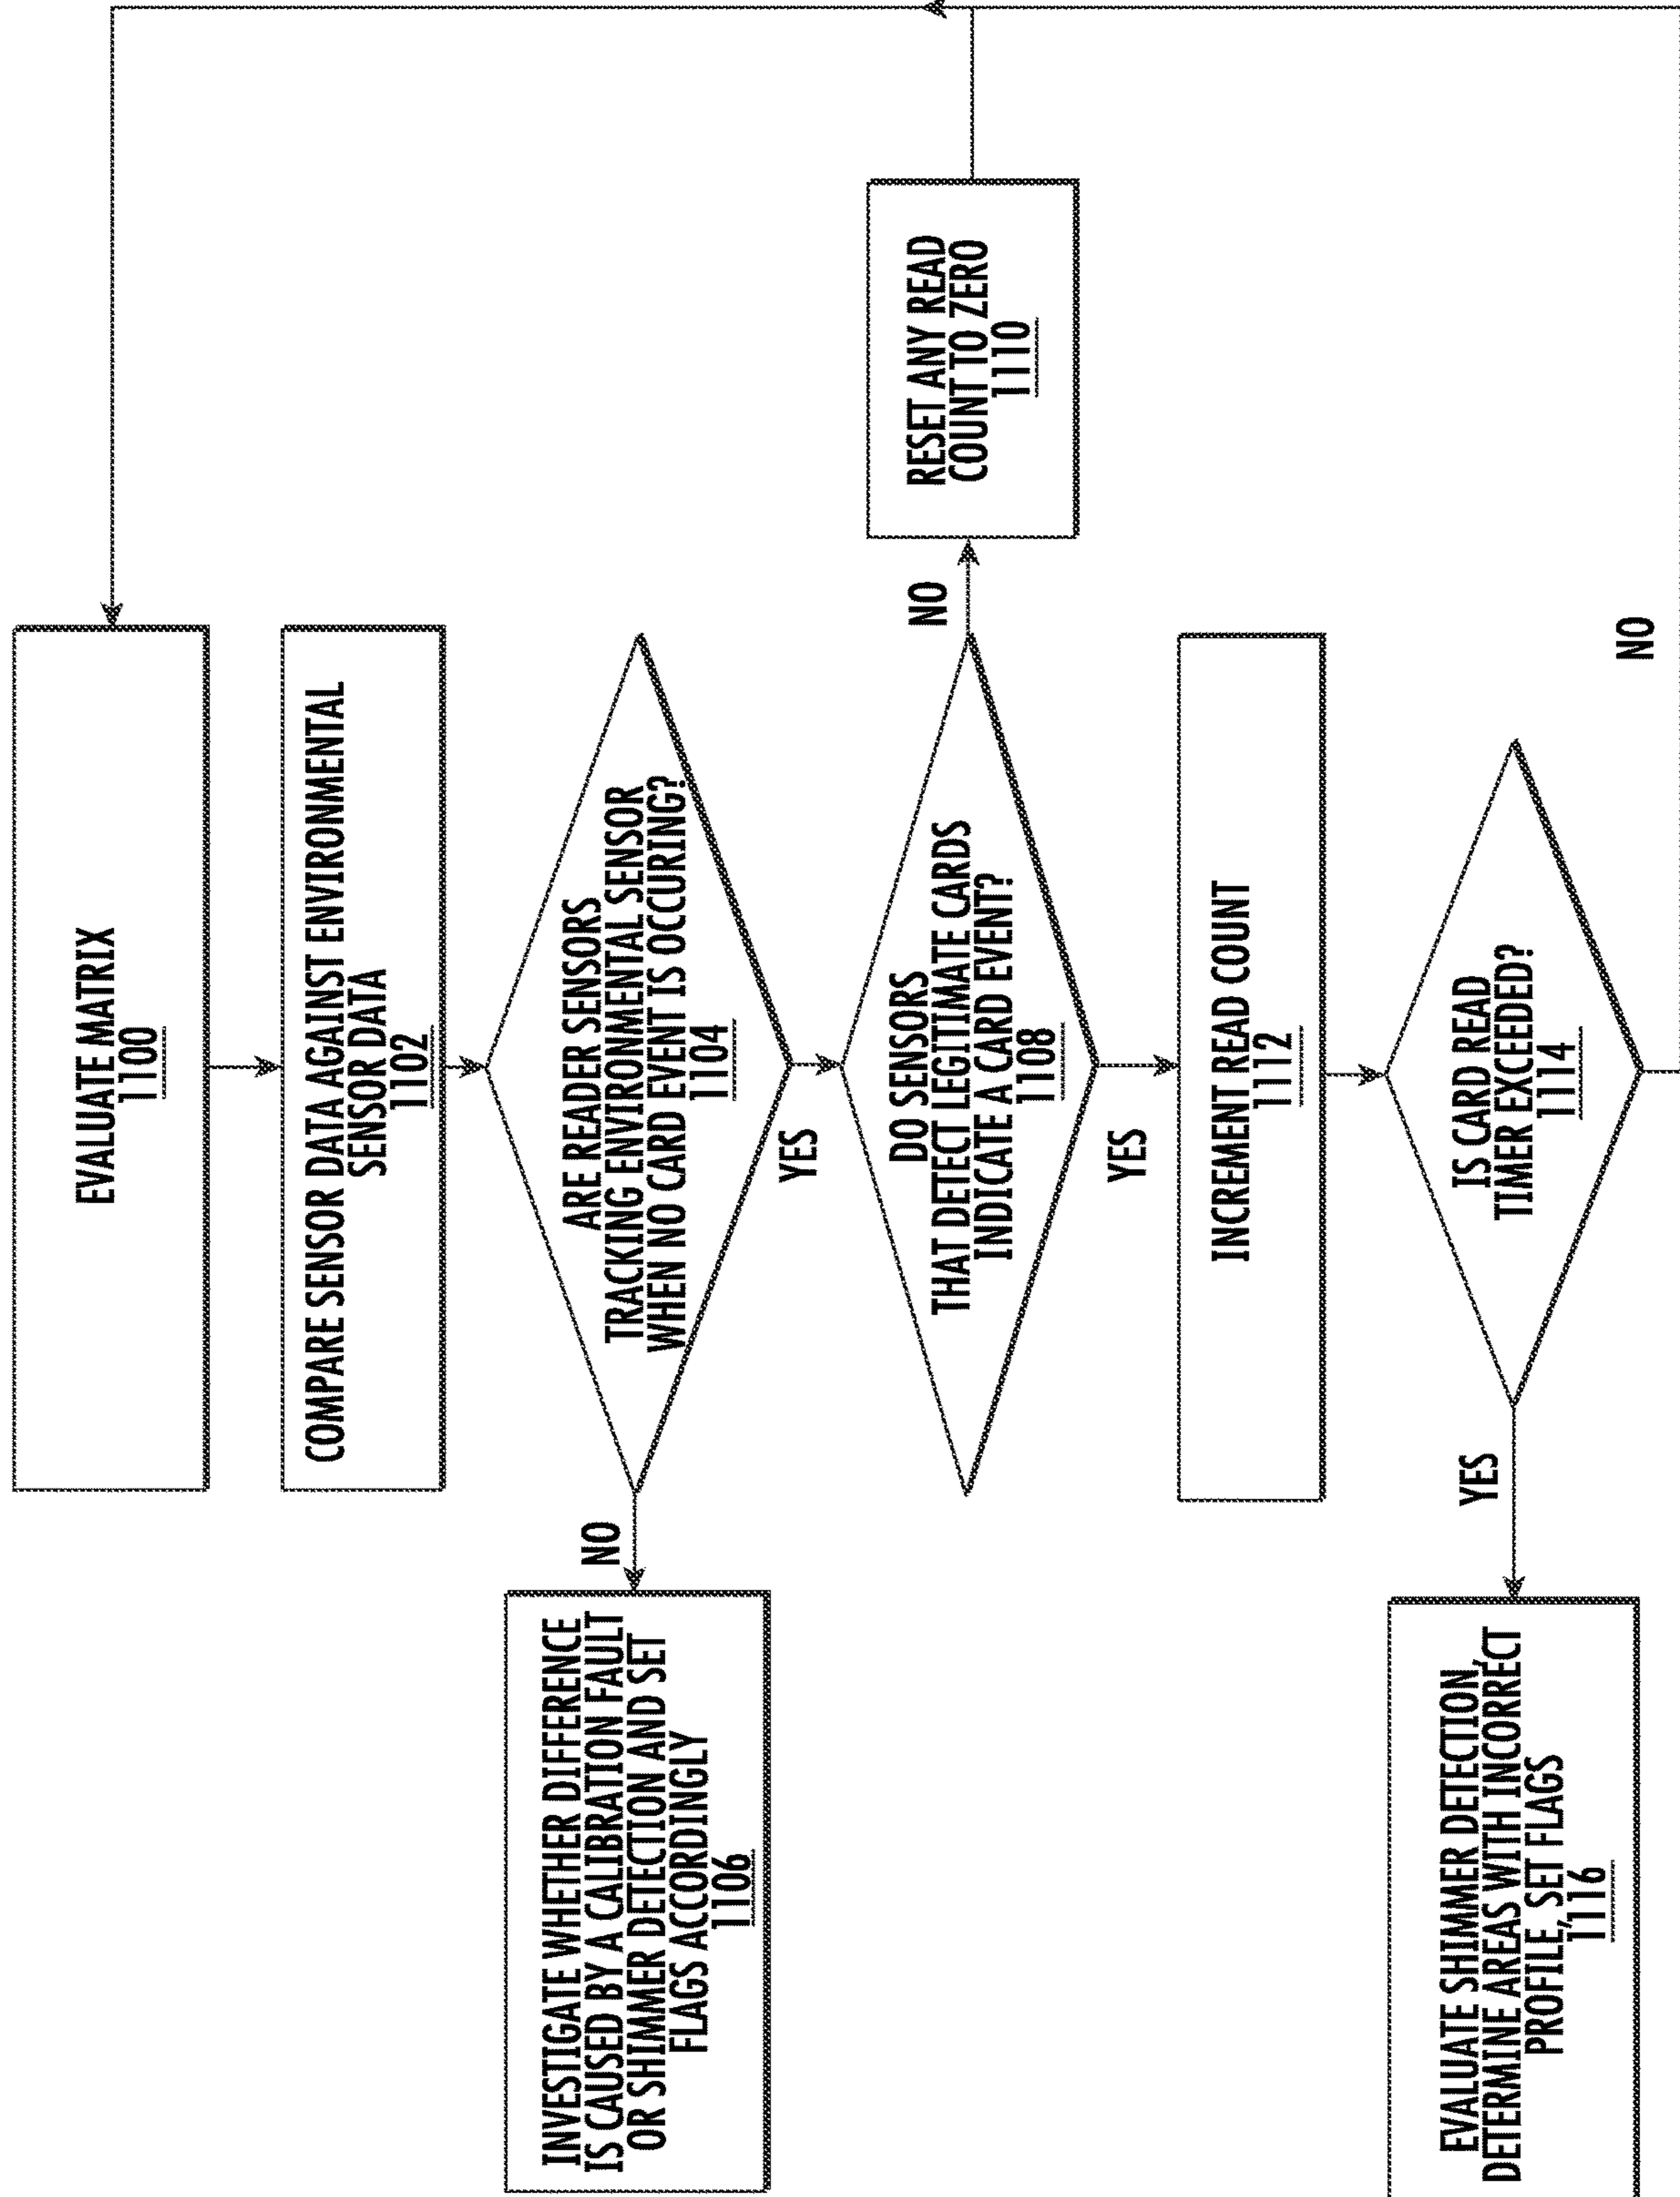 EVALUATE MATRIX
1100
COMPARE SENSOR DATA AGAINST ENVIRONMENTAL
SENSOR DATA
1102
ARE READER SENSORS
TRACKING ENVIRONMENTAL SENSOR
WHEN NO CARD EVENT IS OCCURING?
1104
NO
INVESTIGATE WHETHER DIFFERENCE
IS CAUSED BY A CALIBRATION FAULT
OR SHIMMER DETECTION AND SET
FLAGS ACCORDINGLY
1106
YES
DO SENSORS
THAT DETECT LEGITIMATE CARDS
INDICATE A CARD EVENT?
1108
NO
RESET ANY READ
COUNT TO ZERO
1110
YES
INCREMENT READ COUNT
1112
IS CARD READ
TIMER EXCEEDED?
1114
YES
EVALUATE SHIMMER DETECTION,
DETERMINE AREAS WITH INCORRECT
PROFILE, SET FLAGS
1116
NO